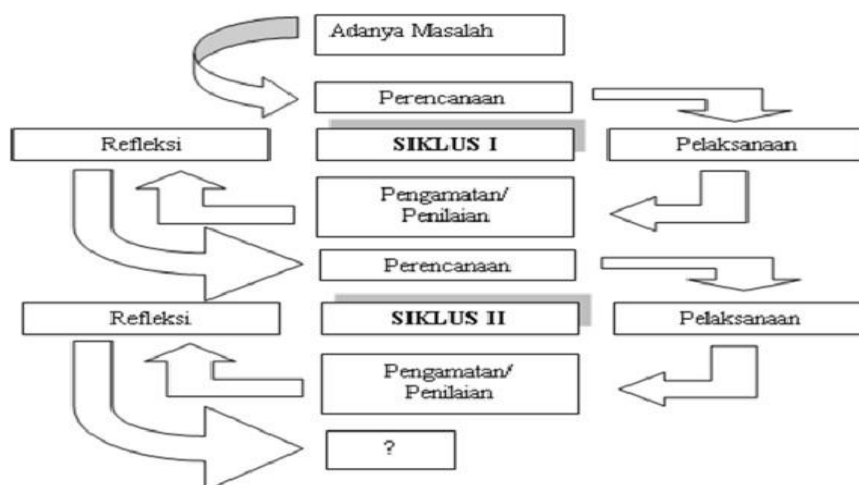 Adanya Masalah
Perencanaan
Refleksi
SIKLUS I
Pelaksanaan
Pengamatan/
Penilaian
Perencanaan
Refleksi
SIKLUS II
Pelaksanaan
Pengamatan/
Penilaian
?